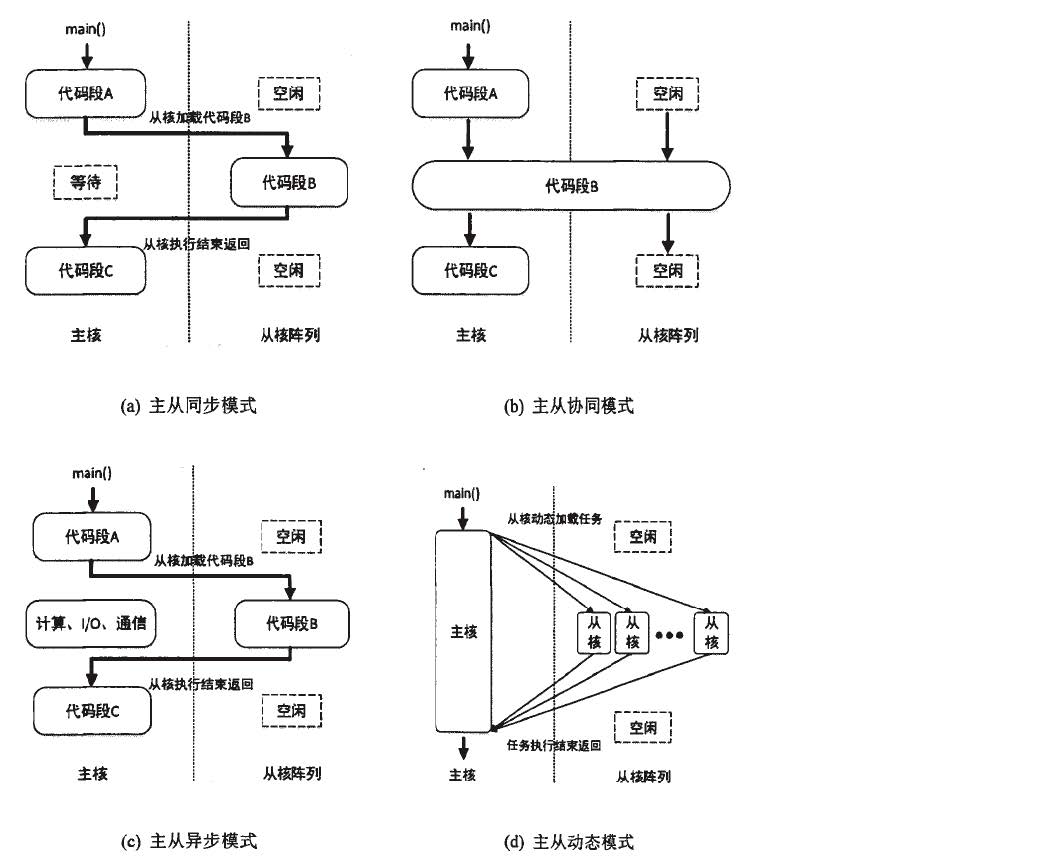 main()
代码段A
空闲
从核加载代码段B
等待
代码段B
从核执行结束返回
代码段C
空闲
主核
从核阵列
(a) 主从同步模式
main()
代码段A
空闲
代码段B
代码段C
空闲
主核
从核阵列
(b) 主从协同模式
main()
代码段A
空闲
从核加载代码段B
计算、I/O、通信
代码段B
从核执行结束返回
代码段C
空闲
主核
从核阵列
(c) 主从异步模式
main()
从核动态加载任务
空闲
主核
从核
从核
从核
空闲
任务执行结束返回
主核
从核阵列
(d) 主从动态模式